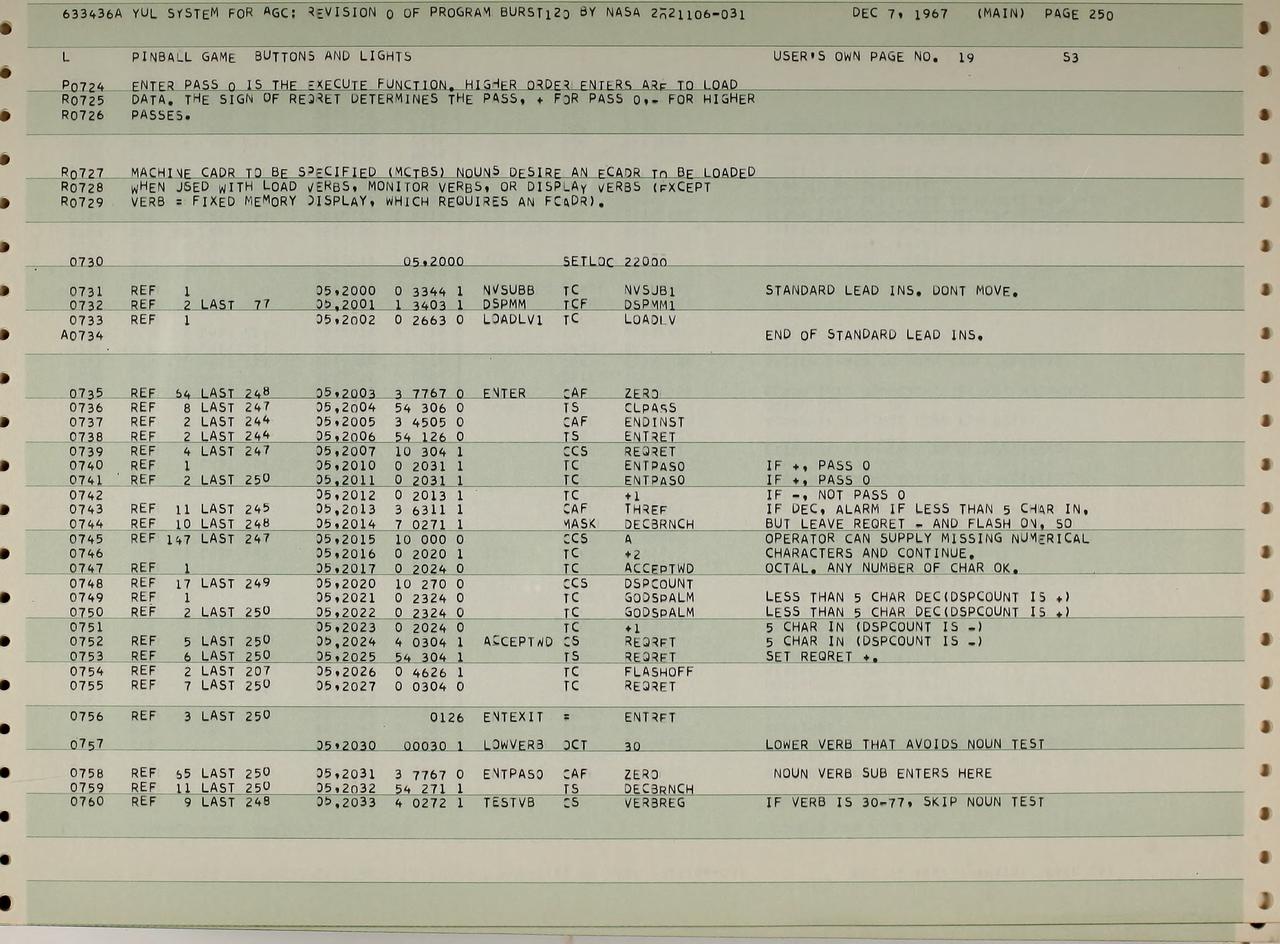 633436A YUL SYSTEM FOR AGC: REVISION 0 OF PROGRAM BURST120 BY NASA 2021106-031 DEC 7, 1967 (MAIN) PAGE 250
L PINBALL GAME BUTTONS AND LIGHTS USER'S OWN PAGE NO. 19 S3
P0724 ENTER PASS 0 IS THE EXECUTE FUNCTION. HIGHER ORDER ENTERS ARE TO LOAD
R0725 DATA. THE SIGN OF REQRET DETERMINES THE PASS, + FOR PASS 0,- FOR HIGHER
R0726 PASSES.
R0727 MACHINE CADR TO BE SPECIFIED (MCTBS) NOUNS DESIRE AN ECADR TO BE LOADED
R0728 WHEN USED WITH LOAD VERBS, MONITOR VERBS, OR DISPLAY VERBS (EXCEPT
R0729 VERB = FIXED MEMORY DISPLAY, WHICH REQUIRES AN FCADR).
0730 05,2000 SETLOC 22000
0731 REF 1 05,2000 0 3344 1 NVSUBB TC NVSUB1 STANDARD LEAD INS. DONT MOVE.
0732 REF 2 LAST 77 05,2001 1 3403 1 DSPMM TCF DSPMM1
0733 REF 1 05,2002 0 2663 0 LOADLV1 TC LOADLV
A0734 END OF STANDARD LEAD INS.
0735 REF 54 LAST 248 05,2003 3 7767 0 ENTER CAF ZERO
0736 REF 8 LAST 247 05,2004 54 306 0 TS CLPASS
0737 REF 2 LAST 244 05,2005 3 4505 0 CAF ENDINST
0738 REF 2 LAST 244 05,2006 54 126 0 TS ENTRET
0739 REF 4 LAST 247 05,2007 10 304 1 CCS REQRET
0740 REF 1 05,2010 0 2031 1 TC ENTPAS0 IF +, PASS 0
0741 REF 2 LAST 250 05,2011 0 2031 1 TC ENTPAS0 IF +, PASS 0
0742 05,2012 0 2013 1 TC +1 IF -, NOT PASS 0
0743 REF 11 LAST 245 05,2013 3 6311 0 CAF THREE IF DEC, ALARM IF LESS THAN 5 CHAR IN,
0744 REF 10 LAST 248 05,2014 7 0271 1 MASK DECBRNCH BUT LEAVE REQRET - AND FLASH ON, SO
0745 REF 147 LAST 247 05,2015 10 000 0 CCS A OPERATOR CAN SUPPLY MISSING NUMERICAL
0746 05,2016 0 2020 1 TC +2 CHARACTERS AND CONTINUE.
0747 REF 1 05,2017 0 2024 0 TC ACCEPTWD OCTAL. ANY NUMBER OF CHAR OK.
0748 REF 17 LAST 249 05,2020 10 270 0 CCS DSPCOUNT
0749 REF 1 05,2021 0 2324 0 TC GODSPALM LESS THAN 5 CHAR DEC(DSPCOUNT IS +)
0750 REF 2 LAST 250 05,2022 0 2324 0 TC GODSPALM LESS THAN 5 CHAR DEC(DSPCOUNT IS +)
0751 05,2023 0 2024 0 TC +1 5 CHAR IN (DSPCOUNT IS -)
0752 REF 5 LAST 250 05,2024 4 0304 1 ACCEPTWD CS REQRET 5 CHAR IN (DSPCOUNT IS -)
0753 REF 6 LAST 250 05,2025 54 304 1 TS REQRET SET REQRET +.
0754 REF 2 LAST 207 05,2026 0 4626 1 TC FLASHOFF
0755 REF 7 LAST 250 05,2027 0 0304 0 TC REQRET
0756 REF 3 LAST 250 0126 ENTEXIT = ENTRET
0757 05,2030 00030 1 LOWVERB OCT 30 LOWER VERB THAT AVOIDS NOUN TEST
0758 REF 55 LAST 250 05,2031 3 7767 0 ENTPAS0 CAF ZERO NOUN VERB SUB ENTERS HERE
0759 REF 11 LAST 250 05,2032 54 271 0 TS DECBRNCH
0760 REF 9 LAST 248 05,2033 4 0272 1 TESTVB CS VERBREG IF VERB IS 30-77, SKIP NOUN TEST